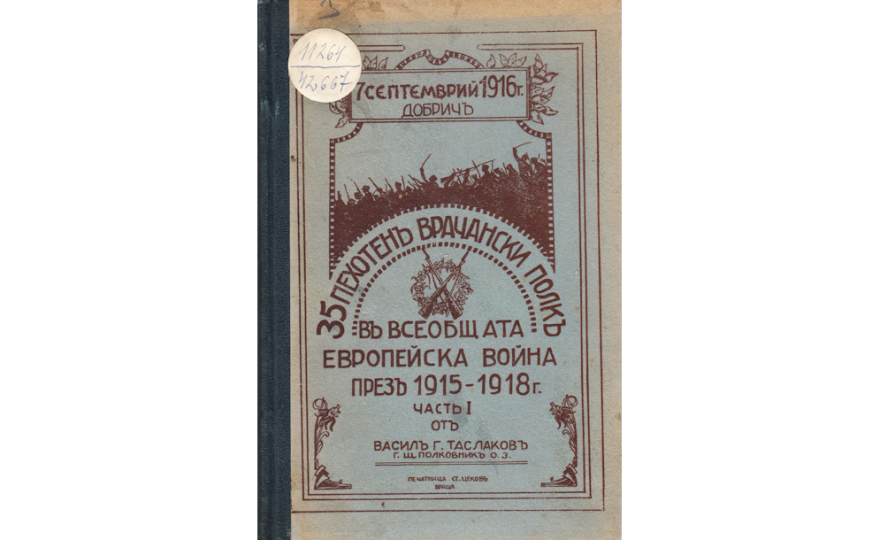 11264
42667
7 СЕПТЕМВРИЙ 1916 г.
ДОБРИЧЪ
35 ПЕХОТЕНЪ ВРАЧАНСКИ ПОЛКЪ
ВЪ ВСЕОБЩАТА
ЕВРОПЕЙСКА ВОЙНА
ПРЕЗЪ 1915-1918 г.
ЧАСТЬ I
ОТЪ
ВАСИЛЪ Г. ТАСЛАКОВЪ
Г. Щ. ПОЛКОВНИКЪ О. З.
ПЕЧАТНИЦА СТ. ЦЕКОВЪ
ВРАЦА